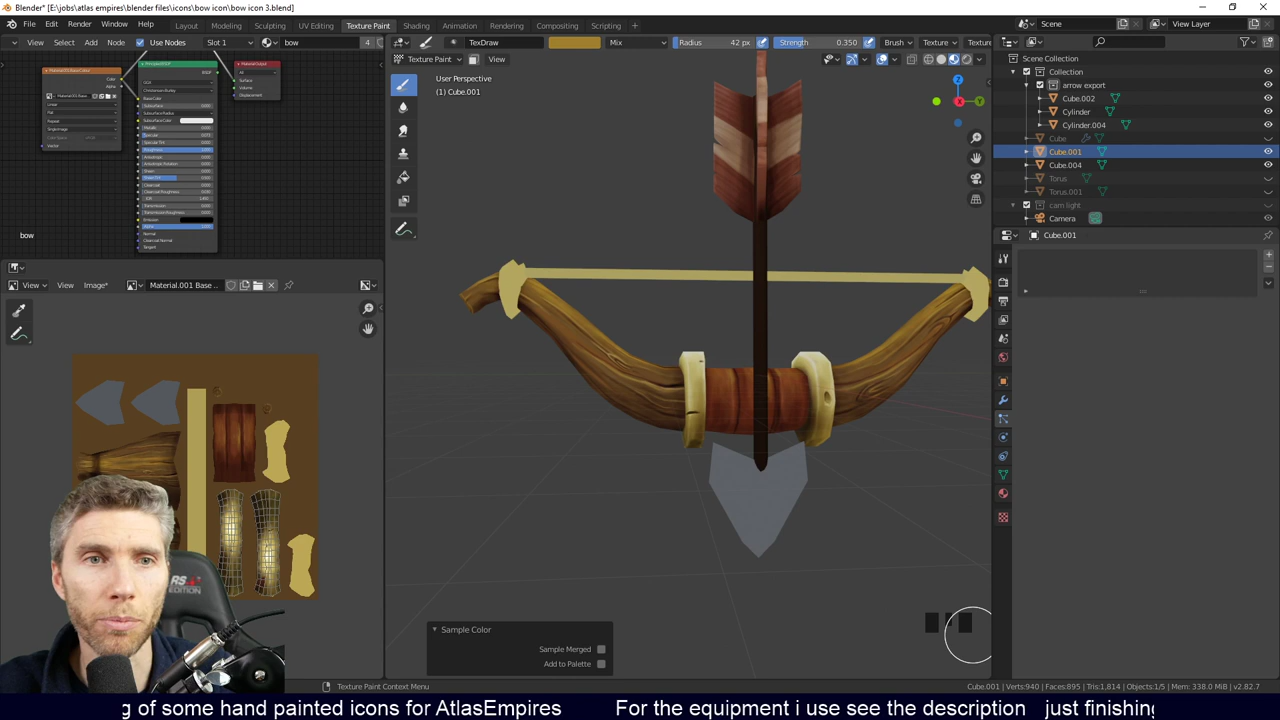 Blender* [E:\jobs\atlas empires\blender files\icons\bow icon\bow icon 3.blend]
File Edit Render Window Help Layout Modeling Sculpting UV Editing Texture Paint Shading Animation Rendering Compositing Scripting Scene View Layer
View Select Add Node Use Nodes Slot 1 bow 4 TexDraw Mix Radius 42 px Strength 0.350 Brush Texture
Texture Paint View
User Perspective
(1) Cube.001
Scene Collection
Collection
arrow export
Cube.002
Cylinder
Cylinder.004
Cube
Cube.001
Cube.004
Torus
Torus.001
cam light
Camera
Cube.001
bow
View View Image* Material.001 Base ...
RS
EDITION
Sample Color
Sample Merged
Add to Palette
Texture Paint Context Menu
Cube.001 | Verts:940 | Faces:895 | Tris:1,814 | Objects:1/5 | Mem: 338.0 MiB | v2.82.7
g of some hand painted icons for AtlasEmpires For the equipment i use see the description just finishing